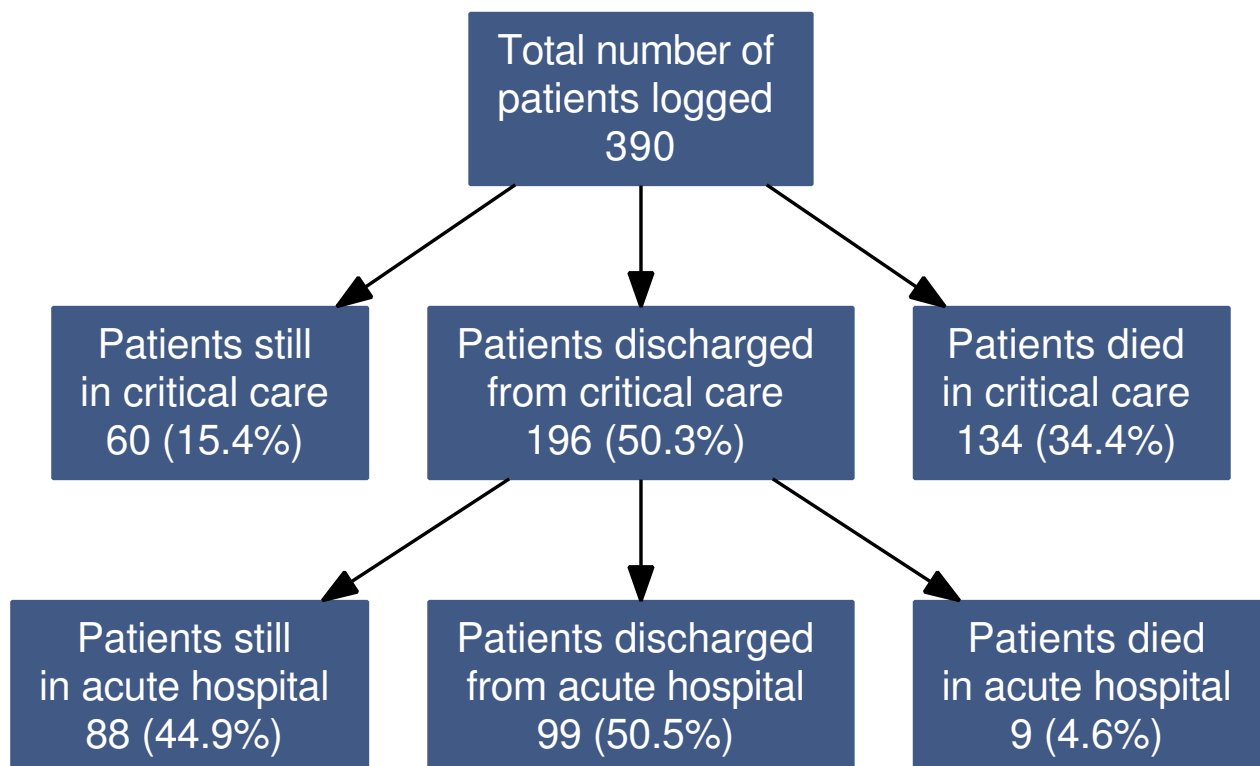 Total number of
patients logged
390
Patients still
in critical care
60 (15.4%)
Patients discharged
from critical care
196 (50.3%)
Patients died
in critical care
134 (34.4%)
Patients still
in acute hospital
88 (44.9%)
Patients discharged
from acute hospital
99 (50.5%)
Patients died
in acute hospital
9 (4.6%)